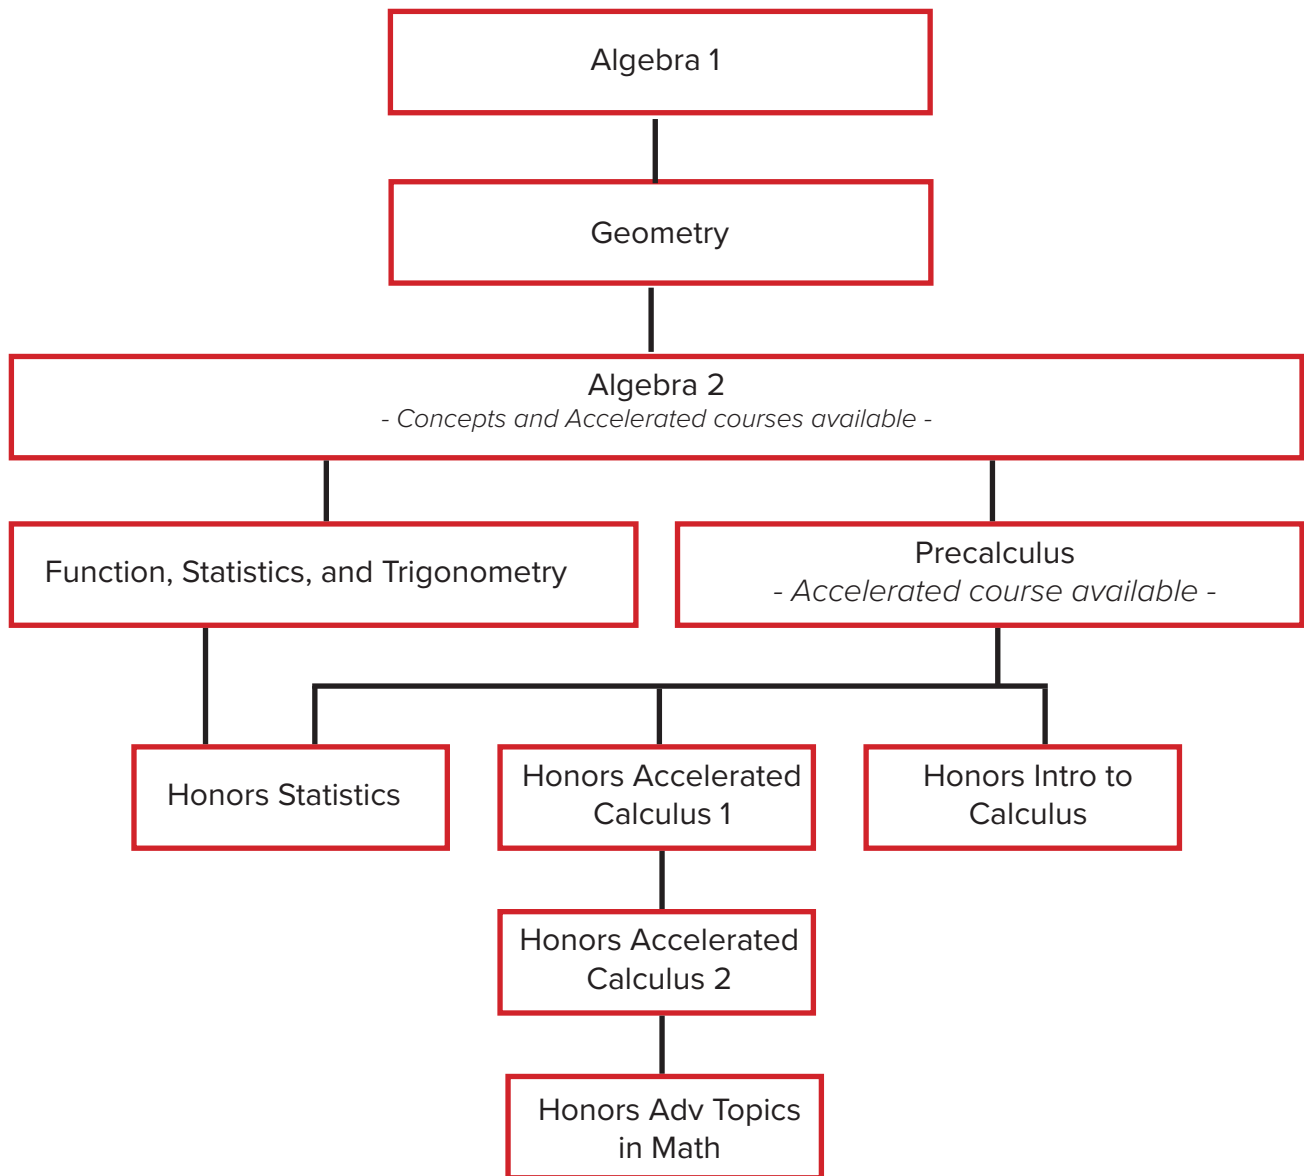 Algebra 1
Geometry
Algebra 2
- Concepts and Accelerated courses available -
Function, Statistics, and Trigonometry
Precalculus
- Accelerated course available -
Honors Statistics
Honors Accelerated
Calculus 1
Honors Intro to
Calculus
Honors Accelerated
Calculus 2
Honors Adv Topics
in Math